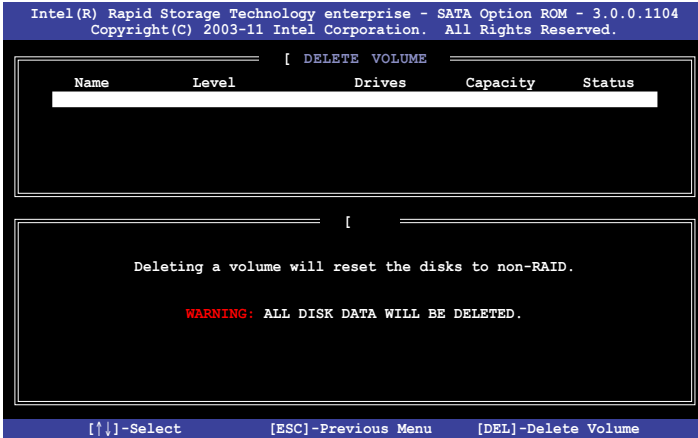 Intel(R) Rapid Storage Technology enterprise - SATA Option ROM - 3.0.0.1104
Copyright(C) 2003-11 Intel Corporation. All Rights Reserved.
[ DELETE VOLUME
Name Level Drives Capacity Status
[
Deleting a volume will reset the disks to non-RAID.
WARNING: ALL DISK DATA WILL BE DELETED.
[↑↓]-Select [ESC]-Previous Menu [DEL]-Delete Volume